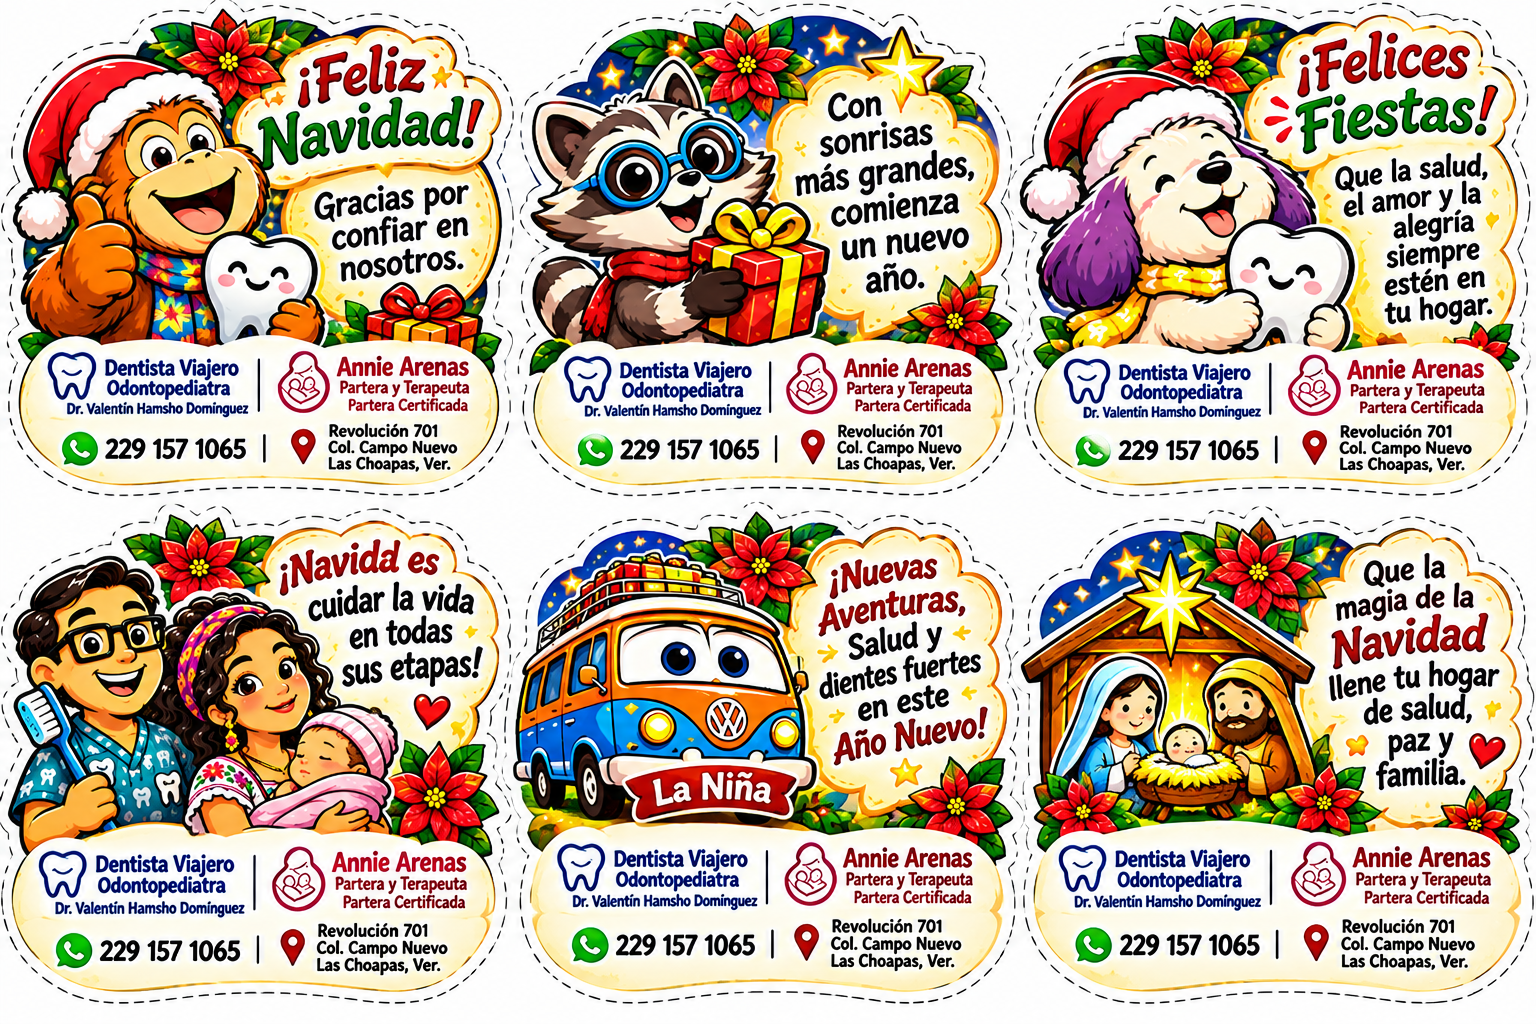 ¡Feliz
Navidad!
Gracias por
confiar en
nosotros.
Dentista Viajero
Odontopediatra
Dr. Valentín Hamsho Domínguez
Annie Arenas
Partera y Terapeuta
Partera Certificada
229 157 1065
Revolución 701
Col. Campo Nuevo
Las Choapas, Ver.
Con
sonrisas
más grandes,
comienza
un nuevo
año.
Dentista Viajero
Odontopediatra
Dr. Valentín Hamsho Domínguez
Annie Arenas
Partera y Terapeuta
Partera Certificada
229 157 1065
Revolución 701
Col. Campo Nuevo
Las Choapas, Ver.
¡Felices
Fiestas!
Que la salud,
el amor y la
alegría
siempre
estén en
tu hogar.
Dentista Viajero
Odontopediatra
Dr. Valentín Hamsho Domínguez
Annie Arenas
Partera y Terapeuta
Partera Certificada
229 157 1065
Revolución 701
Col. Campo Nuevo
Las Choapas, Ver.
¡Navidad es
cuidar la vida
en todas
sus etapas!
Dentista Viajero
Odontopediatra
Dr. Valentín Hamsho Domínguez
Annie Arenas
Partera y Terapeuta
Partera Certificada
229 157 1065
Revolución 701
Col. Campo Nuevo
Las Choapas, Ver.
¡Nuevas
Aventuras,
Salud y
dientes fuertes
en este
Año Nuevo!
VW
La Niña
Dentista Viajero
Odontopediatra
Dr. Valentín Hamsho Domínguez
Annie Arenas
Partera y Terapeuta
Partera Certificada
229 157 1065
Revolución 701
Col. Campo Nuevo
Las Choapas, Ver.
Que la
magia de la
Navidad
llene tu hogar
de salud,
paz y
familia.
Dentista Viajero
Odontopediatra
Dr. Valentín Hamsho Domínguez
Annie Arenas
Partera y Terapeuta
Partera Certificada
229 157 1065
Revolución 701
Col. Campo Nuevo
Las Choapas, Ver.